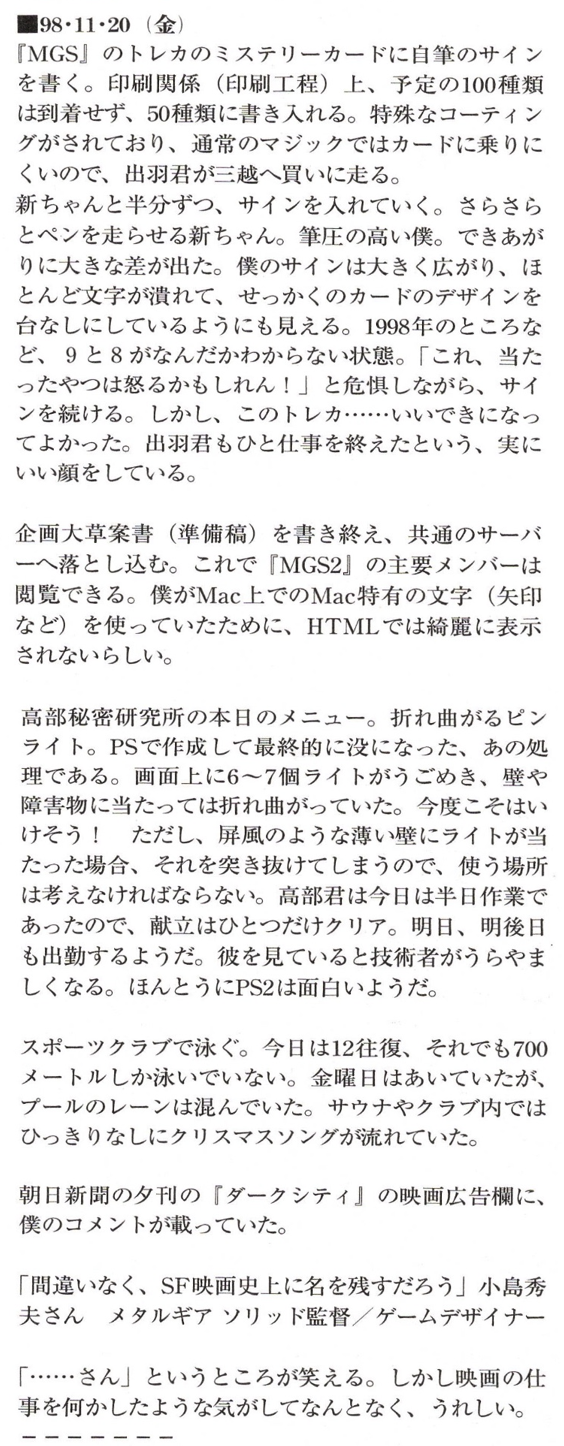 ■98・11・20（金）
『MGS』のトレカのミステリーカードに自筆のサイン
を書く。印刷関係（印刷工程）上、予定の100種類
は到着せず、50種類に書き入れる。特殊なコーティン
グがされており、通常のマジックではカードに乗りに
くいので、出羽君が三越へ買いに走る。
新ちゃんと半分ずつ、サインを入れていく。さらさら
とペンを走らせる新ちゃん。筆圧の高い僕。できあが
りに大きな差が出た。僕のサインは大きく広がり、ほ
とんど文字が潰れて、せっかくのカードのデザインを
台なしにしているようにも見える。1998年のところな
ど、９と８がなんだかわからない状態。「これ、当た
ったやつは怒るかもしれん！」と危惧しながら、サイ
ンを続ける。しかし、このトレカ……いいできになっ
てよかった。出羽君もひと仕事を終えたという、実に
いい顔をしている。

企画大草案書（準備稿）を書き終え、共通のサーバ
ーへ落とし込む。これで『MGS2』の主要メンバーは
閲覧できる。僕がMac上でのMac特有の文字（矢印
など）を使っていたために、HTMLでは綺麗に表示
されないらしい。

高部秘密研究所の本日のメニュー。折れ曲がるピン
ライト。PSで作成して最終的に没になった、あの処
理である。画面上に6〜7個ライトがうごめき、壁や
障害物に当たっては折れ曲がっていた。今度こそはい
けそう！　ただし、屏風のような薄い壁にライトが当
たった場合、それを突き抜けてしまうので、使う場所
は考えなければならない。高部君は今日は半日作業で
あったので、献立はひとつだけクリア。明日、明後日
も出勤するようだ。彼を見ていると技術者がうらやま
しくなる。ほんとうにPS2は面白いようだ。

スポーツクラブで泳ぐ。今日は12往復、それでも700
メートルしか泳いでいない。金曜日はあいていたが、
プールのレーンは混んでいた。サウナやクラブ内では
ひっきりなしにクリスマスソングが流れていた。

朝日新聞の夕刊の『ダークシティ』の映画広告欄に、
僕のコメントが載っていた。

「間違いなく、SF映画史上に名を残すだろう」小島秀
夫さん　メタルギア ソリッド監督／ゲームデザイナー

「……さん」というところが笑える。しかし映画の仕
事を何かしたような気がしてなんとなく、うれしい。
－－－－－－－